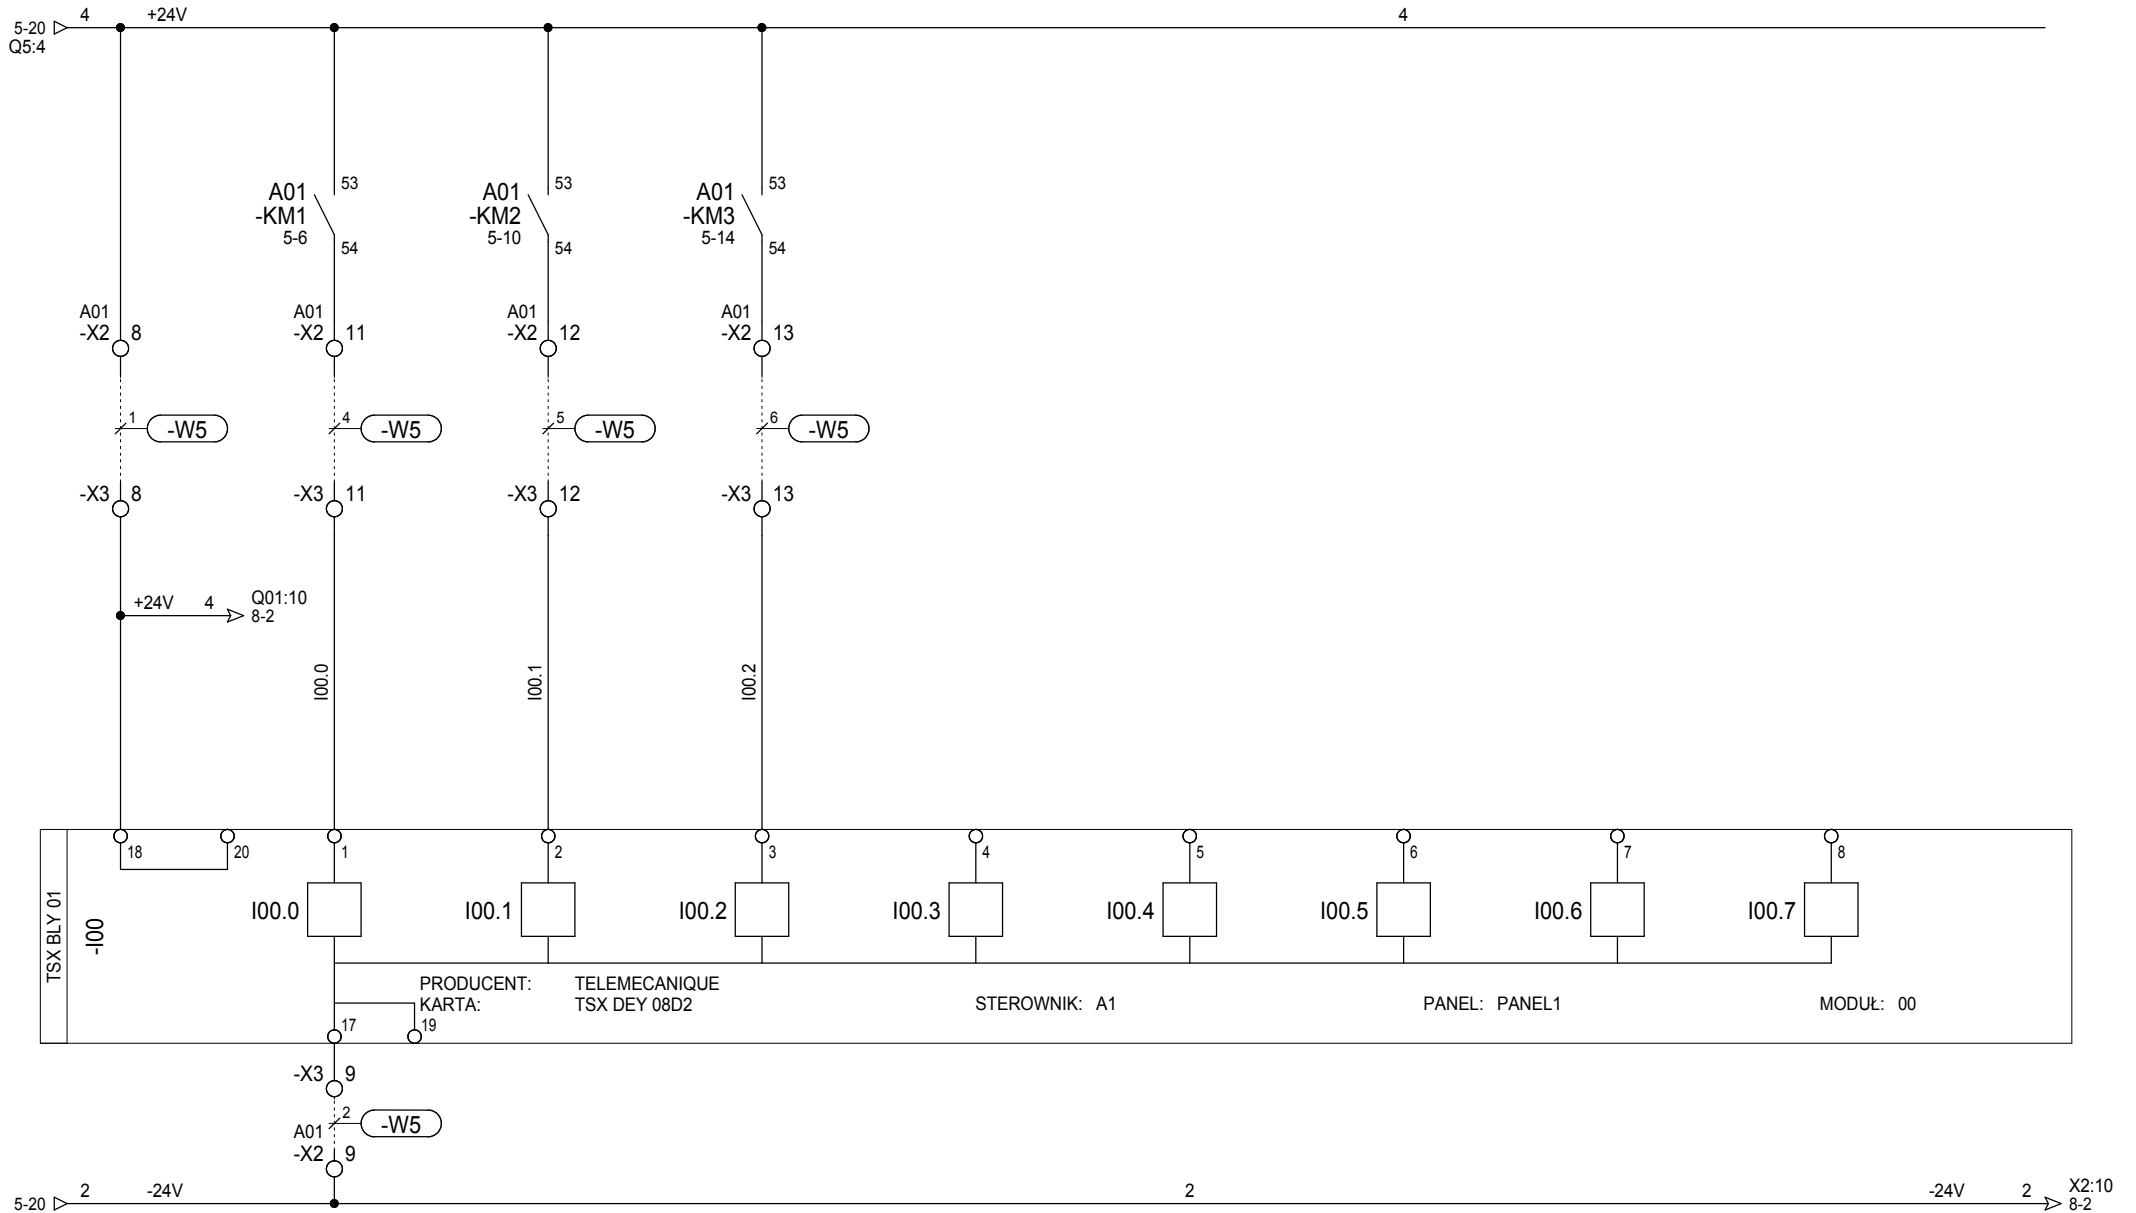 4 +24V 4
5-20
Q5:4
A01 53
-KM1
5-6 54
A01 53
-KM2
5-10 54
A01 53
-KM3
5-14 54
A01
-X2 8
A01
-X2 11
A01
-X2 12
A01
-X2 13
1 -W5
4 -W5
5 -W5
6 -W5
-X3 8
-X3 11
-X3 12
-X3 13
+24V 4 Q01:10
8-2
I00.0
I00.1
I00.2
18 20 1 2 3 4 5 6 7 8
TSX BLY 01
-I00
I00.0 I00.1 I00.2 I00.3 I00.4 I00.5 I00.6 I00.7
PRODUCENT: TELEMECANIQUE
KARTA: TSX DEY 08D2 STEROWNIK: A1 PANEL: PANEL1 MODUŁ: 00
17 19
-X3 9
2 -W5
A01
-X2 9
5-20 2 -24V 2 -24V 2 X2:10
8-2